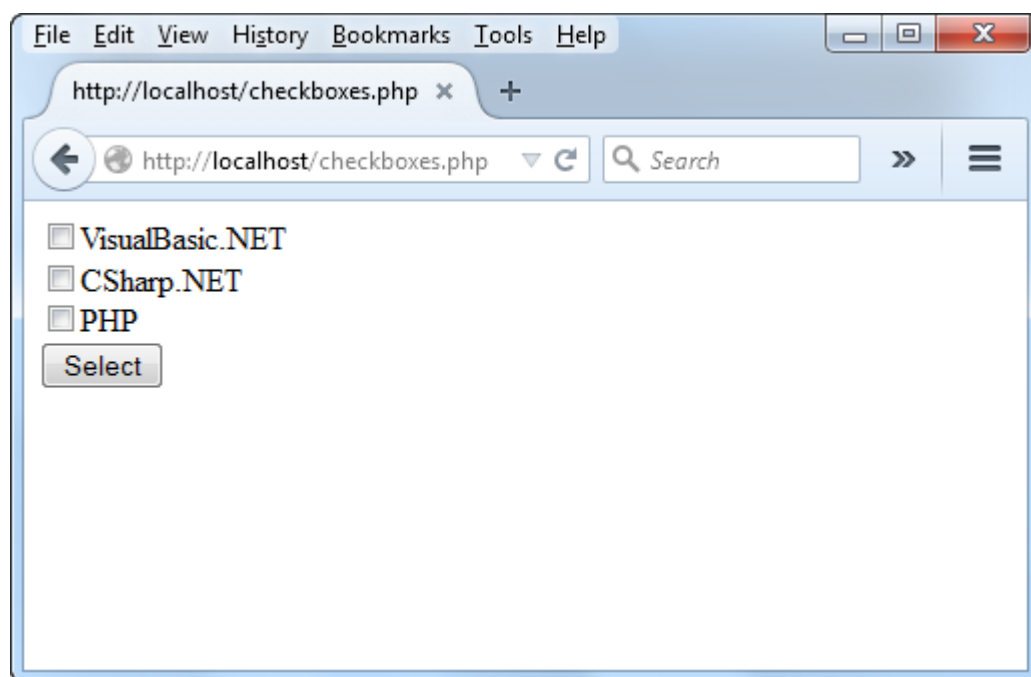 File Edit View History Bookmarks Tools Help
http://localhost/checkboxes.php
http://localhost/checkboxes.php Search
VisualBasic.NET
CSharp.NET
PHP
Select